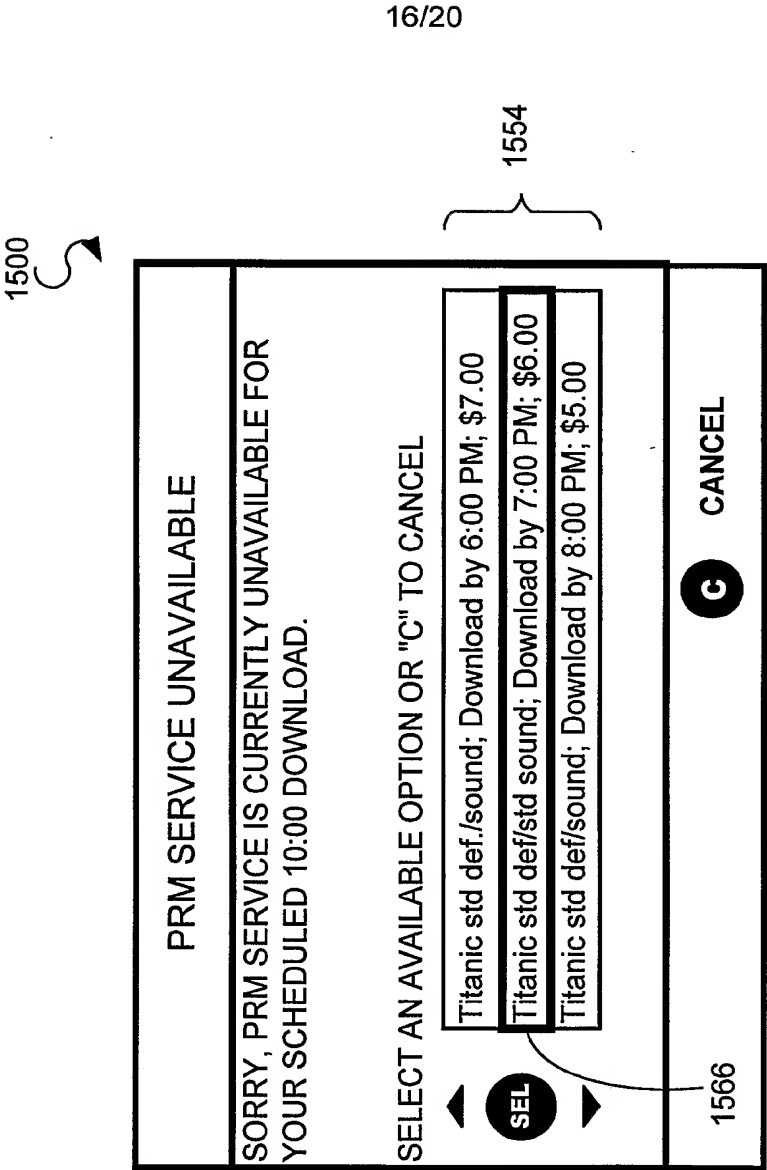 16/20
1500
PRM SERVICE UNAVAILABLE
SORRY, PRM SERVICE IS CURRENTLY UNAVAILABLE FOR
YOUR SCHEDULED 10:00 DOWNLOAD.
SELECT AN AVAILABLE OPTION OR "C" TO CANCEL
Titanic std def./sound; Download by 6:00 PM; $7.00
SEL
Titanic std def/std sound; Download by 7:00 PM; $6.00
Titanic std def/sound; Download by 8:00 PM; $5.00
1554
1566
C CANCEL